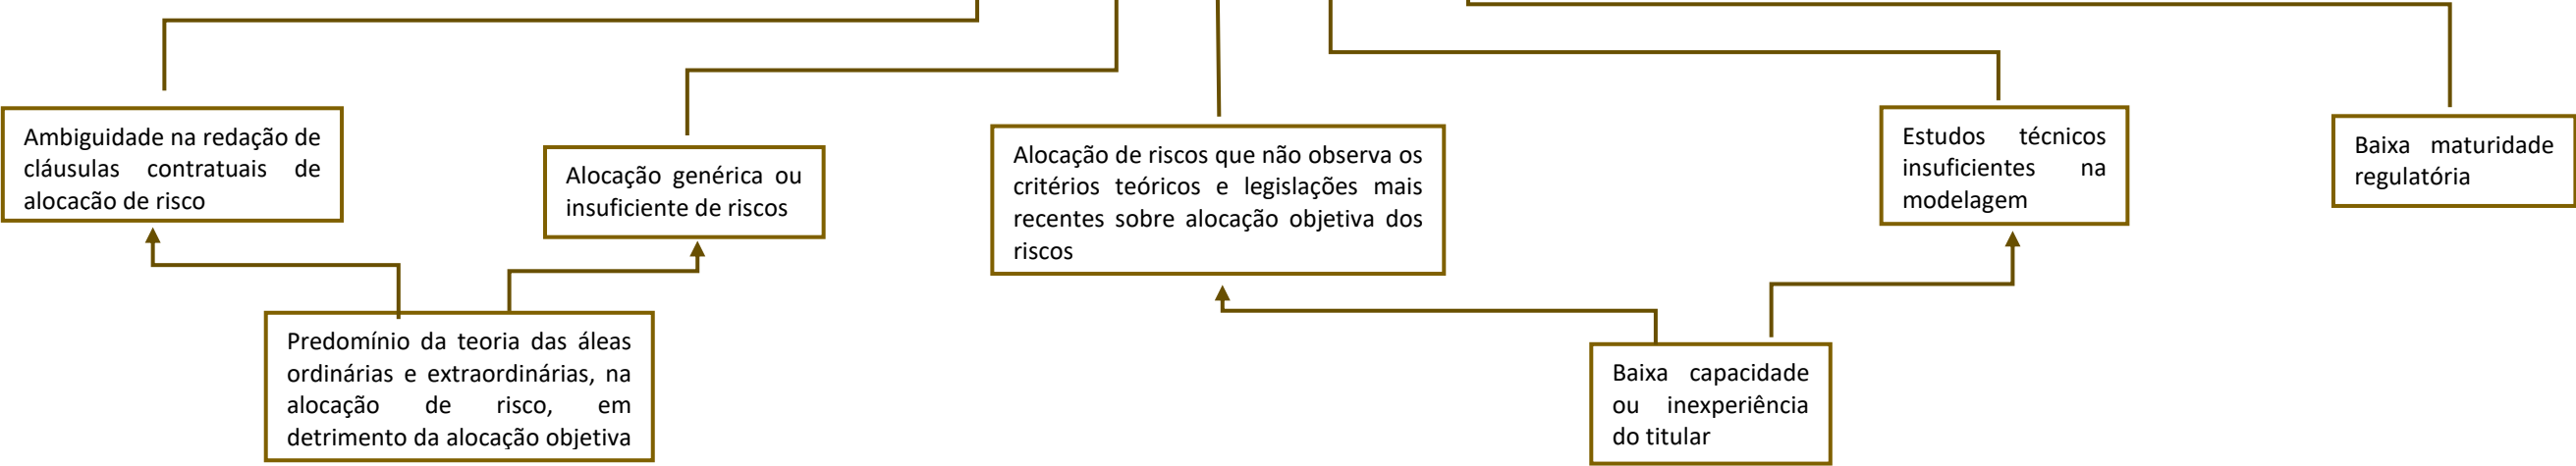 Ambiguidade na redação de
cláusulas contratuais de
alocação de risco
Alocação genérica ou
insuficiente de riscos
Alocação de riscos que não observa os
critérios teóricos e legislações mais
recentes sobre alocação objetiva dos
riscos
Estudos técnicos
insuficientes na
modelagem
Baixa maturidade
regulatória
Predomínio da teoria das áleas
ordinárias e extraordinárias, na
alocação de risco, em
detrimento da alocação objetiva
Baixa capacidade
ou inexperiência
do titular